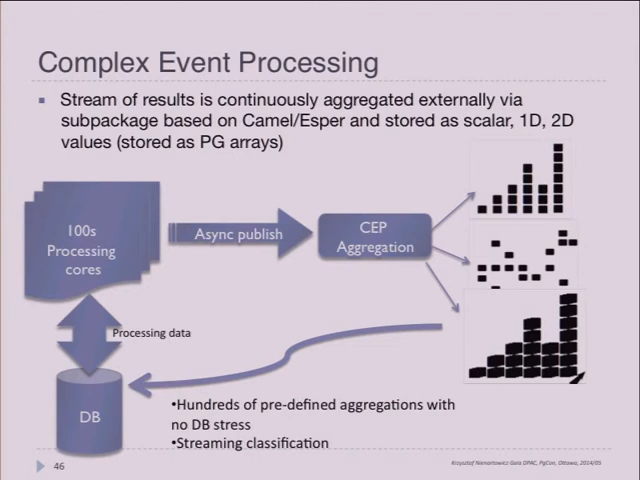 Complex Event Processing
Stream of results is continuously aggregated externally via
subpackage based on Camel/Esper and stored as scalar, 1D, 2D
values (stored as PG arrays)
100s
Processing
cores
Async publish
CEP
Aggregation
Processing data
DB
•Hundreds of pre-defined aggregations with
no DB stress
•Streaming classification
46
Krzysztof Nienartowicz Gaia DPAC, PgCon, Ottawa, 2014/05